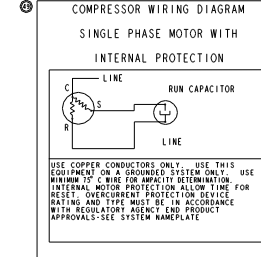 43
COMPRESSOR WIRING DIAGRAM
SINGLE PHASE MOTOR WITH
INTERNAL PROTECTION
LINE
C
S
RUN CAPACITOR
R
LINE
USE COPPER CONDUCTORS ONLY. USE THIS
EQUIPMENT ON A GROUNDED SYSTEM ONLY. USE
MINIMUM 75° C WIRE FOR AMPACITY DETERMINATION.
INTERNAL MOTOR PROTECTION ALLOW TIME FOR
RESET. OVERCURRENT PROTECTION DEVICE
RATING AND TYPE MUST BE IN ACCORDANCE
WITH REGULATORY AGENCY END PRODUCT
APPROVALS-SEE SYSTEM NAMEPLATE